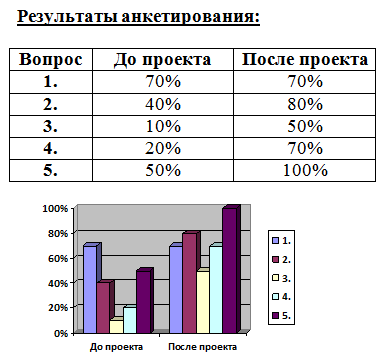 Результаты анкетирования:
Вопрос До проекта После проекта
1. 70% 70%
2. 40% 80%
3. 10% 50%
4. 20% 70%
5. 50% 100%
100%
80%
60%
40%
20%
0%
До проекта После проекта
1.
2.
3.
4.
5.